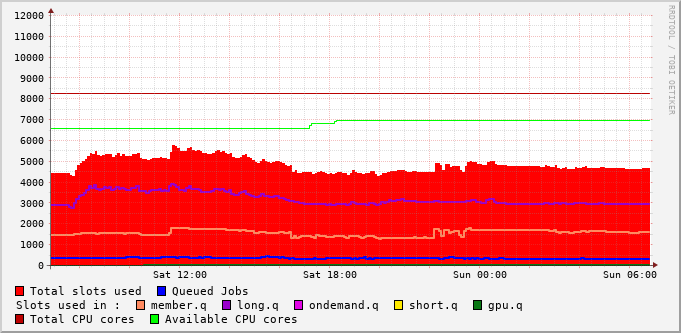 RRDTOOL / TOBI OETIKER
12000
11000
10000
9000
8000
7000
6000
5000
4000
3000
2000
1000
0
Sat 12:00 Sat 18:00 Sun 00:00 Sun 06:00
Total slots used Queued Jobs
Slots used in : member.q long.q ondemand.q short.q gpu.q
Total CPU cores Available CPU cores